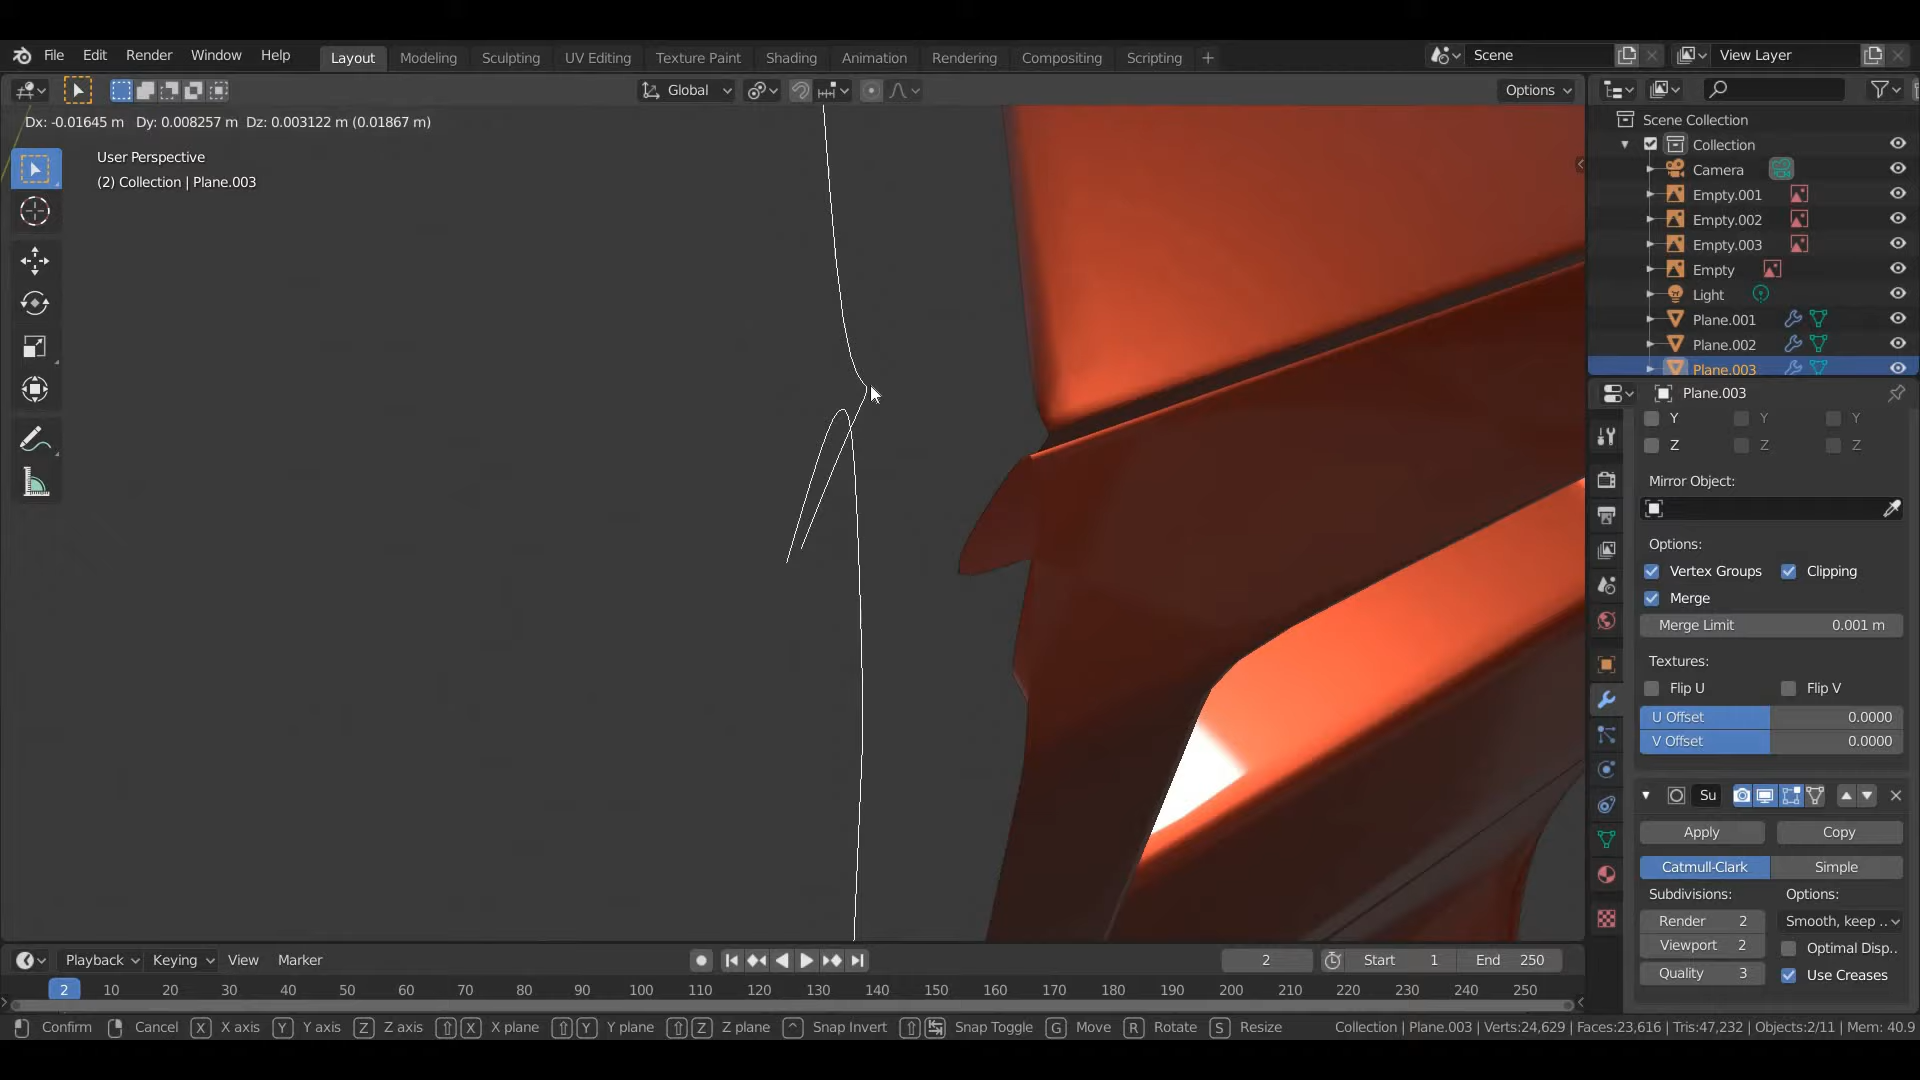 File Edit Render Window Help Layout Modeling Sculpting UV Editing Texture Paint Shading Animation Rendering Compositing Scripting + Scene View Layer
Global Options
Dx: -0.01645 m Dy: 0.008257 m Dz: 0.003122 m (0.01867 m)
User Perspective
(2) Collection | Plane.003
Scene Collection
Collection
Camera
Empty.001
Empty.002
Empty.003
Empty
Light
Plane.001
Plane.002
Plane.003
Plane.003
Y Y Y
Z Z Z
Mirror Object:
Options:
Vertex Groups Clipping
Merge
Merge Limit 0.001 m
Textures:
Flip U Flip V
U Offset 0.0000
V Offset 0.0000
Su
Apply Copy
Catmull-Clark Simple
Subdivisions: Options:
Render 2 Smooth, keep ..
Viewport 2 Optimal Disp..
Quality 3 Use Creases
Playback Keying View Marker 2 Start 1 End 250
2 10 20 30 40 50 60 70 80 90 100 110 120 130 140 150 160 170 180 190 200 210 220 230 240 250
Confirm Cancel X X axis Y Y axis Z Z axis X X plane Y Y plane Z Z plane ^ Snap Invert Snap Toggle G Move R Rotate S Resize Collection | Plane.003 | Verts:24,629 | Faces:23,616 | Tris:47,232 | Objects:2/11 | Mem: 40.9